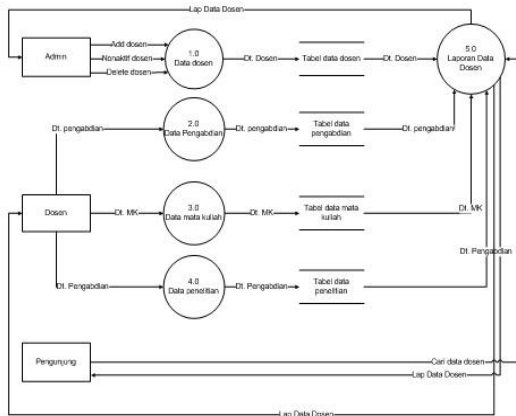 Lap Data Dosen
Admin
Add dosen
Nonaktif dosen
Delete dosen
1.0
Data dosen
Dt. Dosen
Tabel data dosen
Dt. Dosen
5.0
Laporan Data
Dosen
Dt. pengabdian
2.0
Data Pengabdian
Dt. pengabdian
Tabel data
pengabdian
Dt. pengabdian
Dosen
Dt. MK
3.0
Data mata kuliah
Dt. MK
Tabel data mata
kuliah
Dt. MK
Dt. Pengabdian
Dt. Pengabdian
4.0
Data penelitian
Dt. Pengabdian
Tabel data
penelitian
Pengunjung
Cari data dosen
Lap Data Dosen
Lap Data Dosen